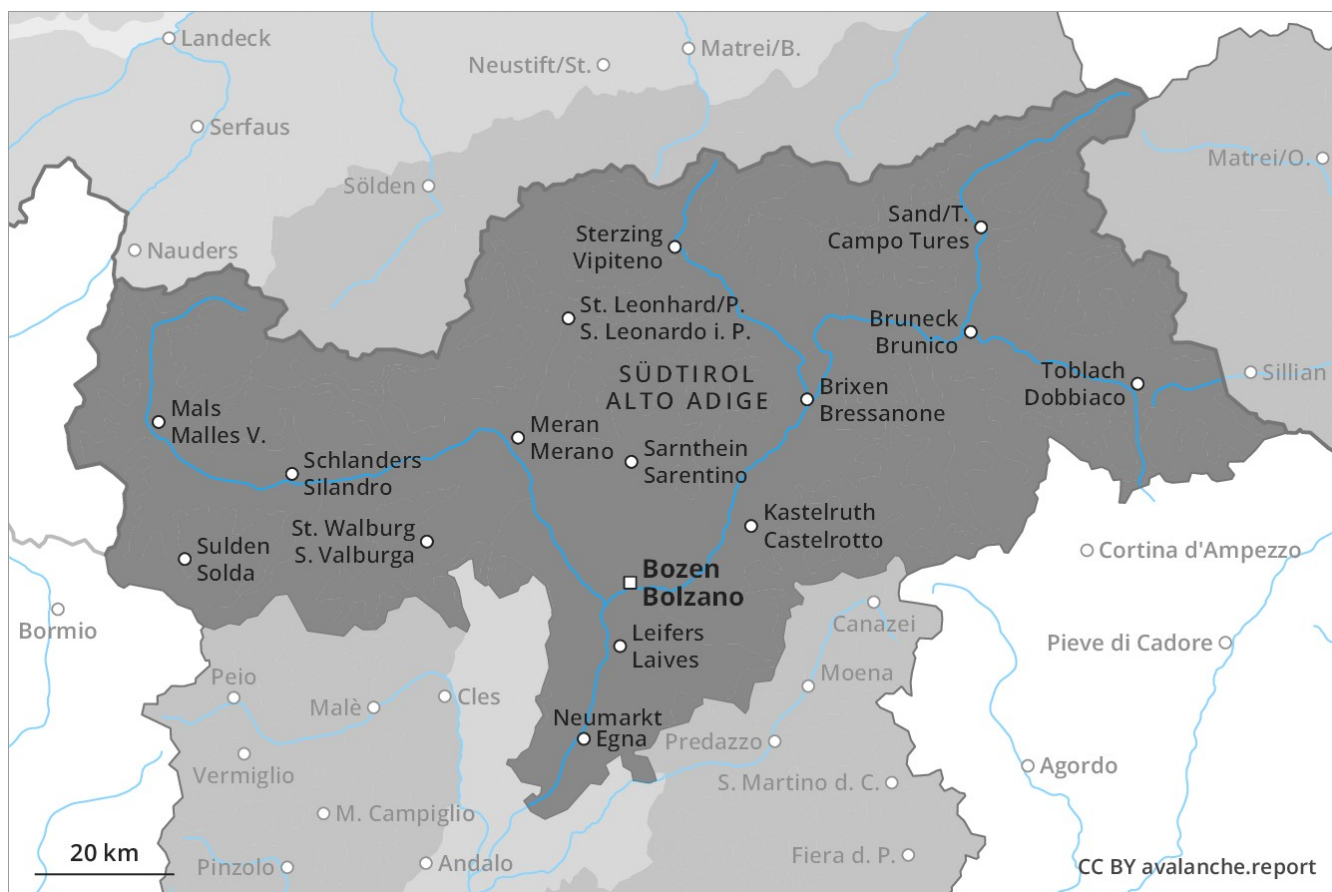 Landeck
Matrei/B.
Neustift/St.
Serfaus
Matrei/O.
Sölden
Nauders
Sand/T.
Campo Tures
Sterzing
Vipiteno
St. Leonhard/P.
S. Leonardo i. P.
Bruneck
Brunico
SÜDTIROL
ALTO ADIGE
Toblach
Dobbiaco
Sillian
Brixen
Bressanone
Mals
Malles V.
Meran
Merano
Sarnthein
Sarentino
Schlanders
Silandro
St. Walburg
S. Valburga
Kastelruth
Castelrotto
Sulden
Solda
Cortina d'Ampezzo
Bozen
Bolzano
Bormio
Canazei
Leifers
Laives
Pieve di Cadore
Peio
Moena
Malè
Cles
Neumarkt
Egna
Predazzo
Vermiglio
Agordo
S. Martino d. C.
M. Campiglio
20 km
Pinzolo
Andalo
Fiera d. P.
CC BY avalanche.report